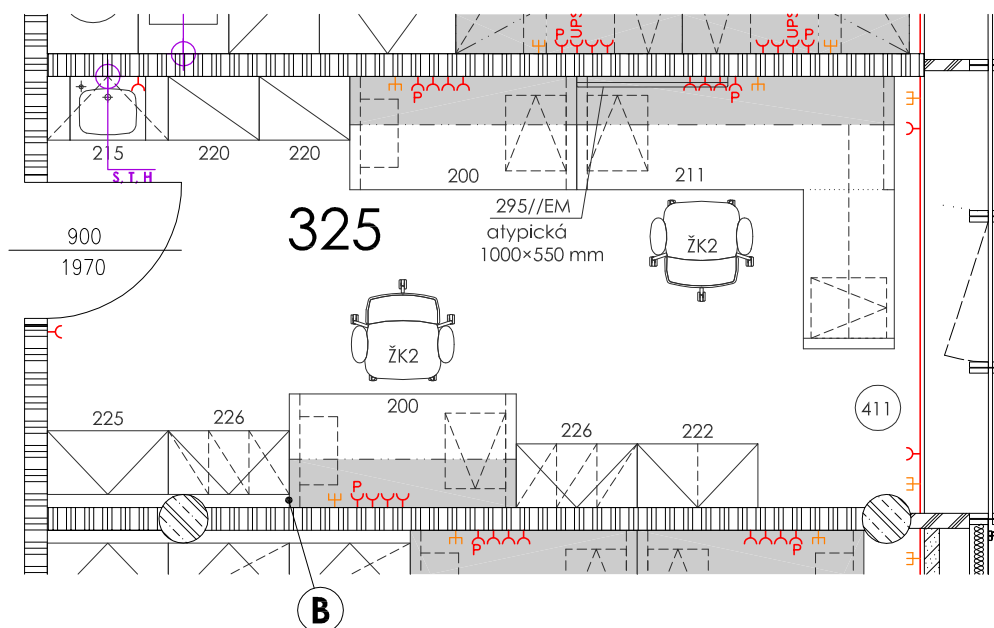 UPS
P
UPS
P
P
P
215
220
220
200
211
S, T, H
295//EM
atypická
1000×550 mm
325
900
1970
ŽK2
ŽK2
200
225
226
226
222
411
P
P
P
B